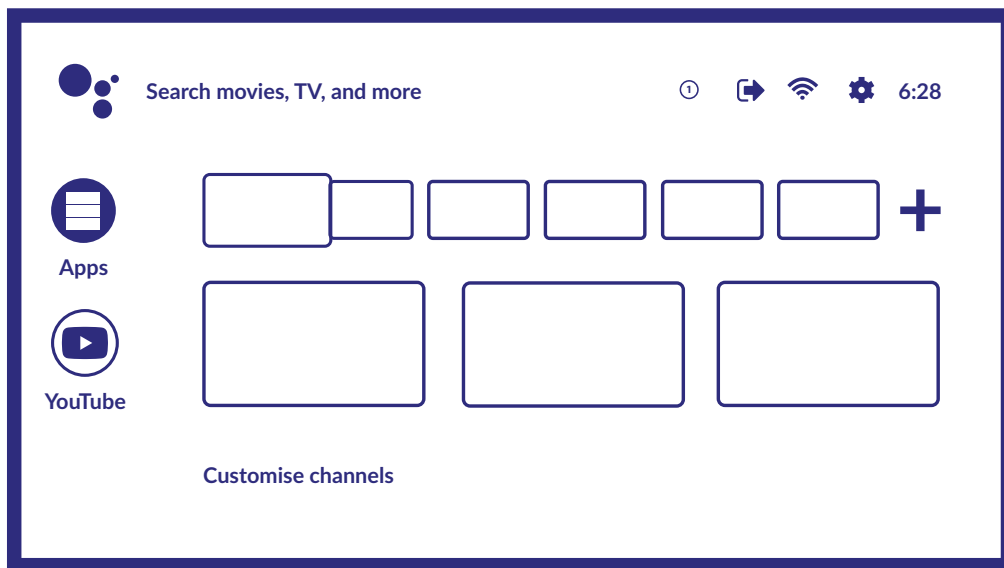 Search movies, TV, and more
1
6:28
Apps
YouTube
Customise channels